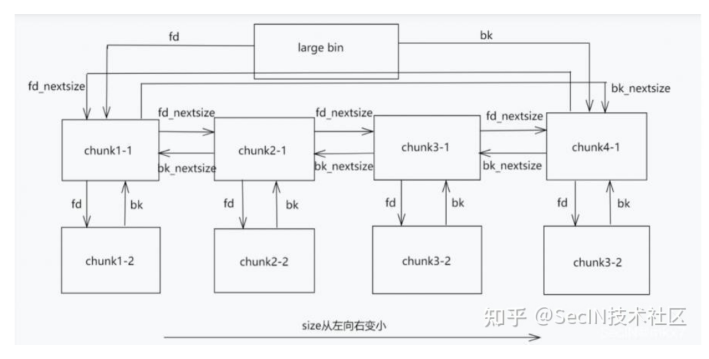 fd
large bin
bk
fd_nextsize
bk_nextsize
fd_nextsize
fd_nextsize
fd_nextsize
chunk1-1
chunk2-1
chunk3-1
chunk4-1
bk_nextsize
bk_nextsize
bk_nextsize
fd
bk
fd
bk
fd
bk
fd
bk
chunk1-2
chunk2-2
chunk3-2
chunk3-2
知乎 @SecIN技术社区
size从左向右变小